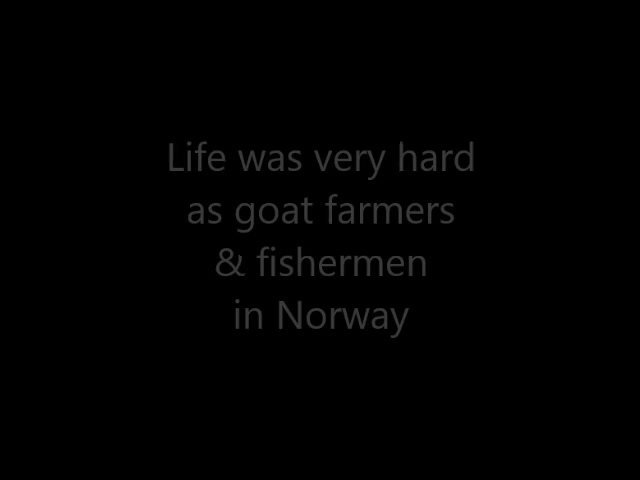 Life was very hard
as goat farmers
& fishermen
in Norway